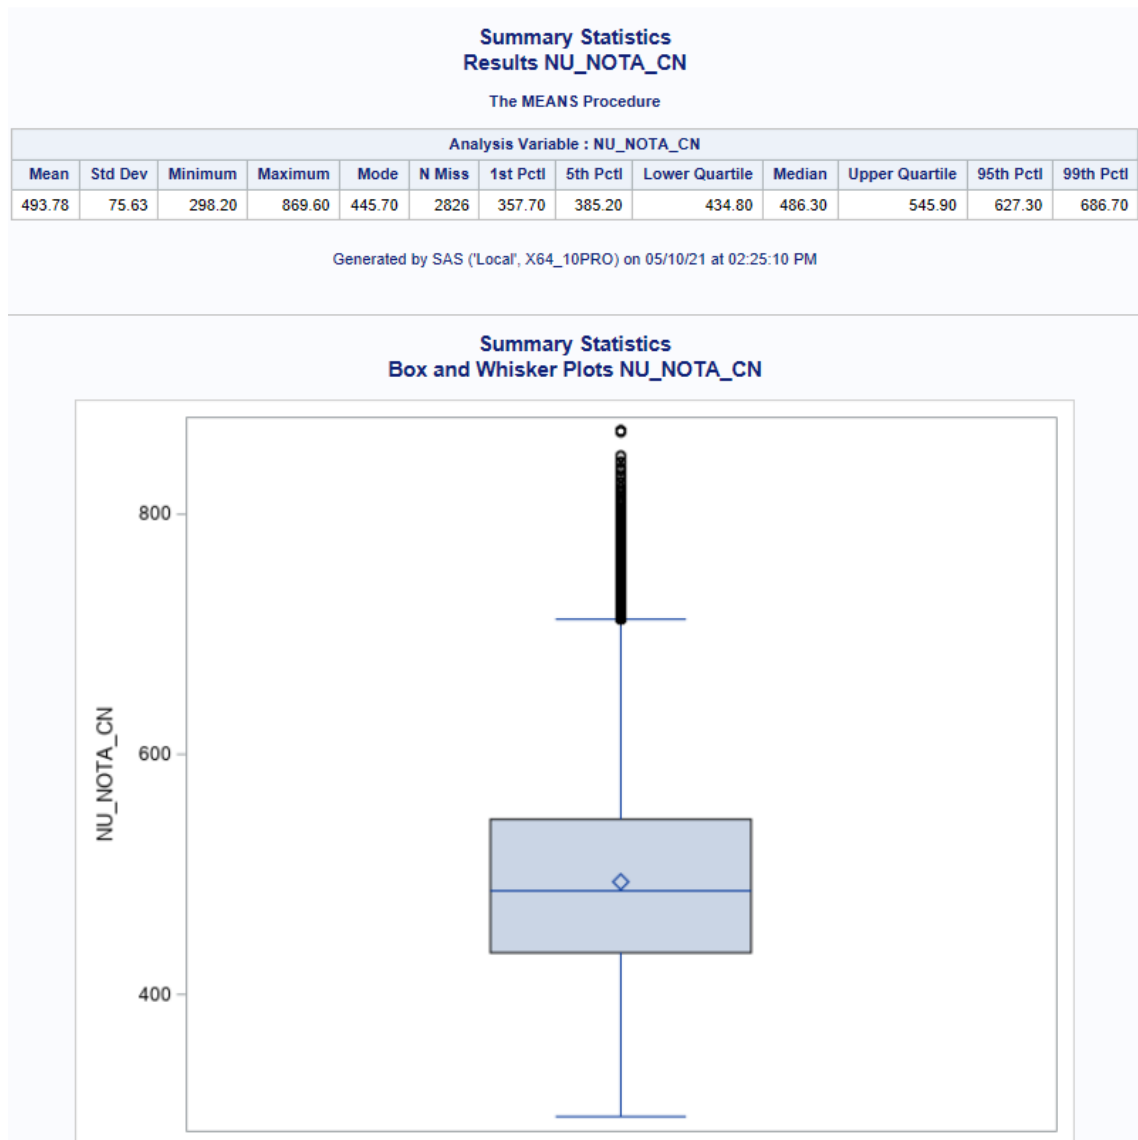 Summary Statistics
Results NU_NOTA_CN
The MEANS Procedure
Analysis Variable : NU_NOTA_CN
Mean Std Dev Minimum Maximum Mode N Miss 1st Pctl 5th Pctl Lower Quartile Median Upper Quartile 95th Pctl 99th Pctl
493.78 75.63 298.20 869.60 445.70 2826 357.70 385.20 434.80 486.30 545.90 627.30 686.70
Generated by SAS ('Local', X64_10PRO) on 05/10/21 at 02:25:10 PM
Summary Statistics
Box and Whisker Plots NU_NOTA_CN
800
600
400
NU_NOTA_CN